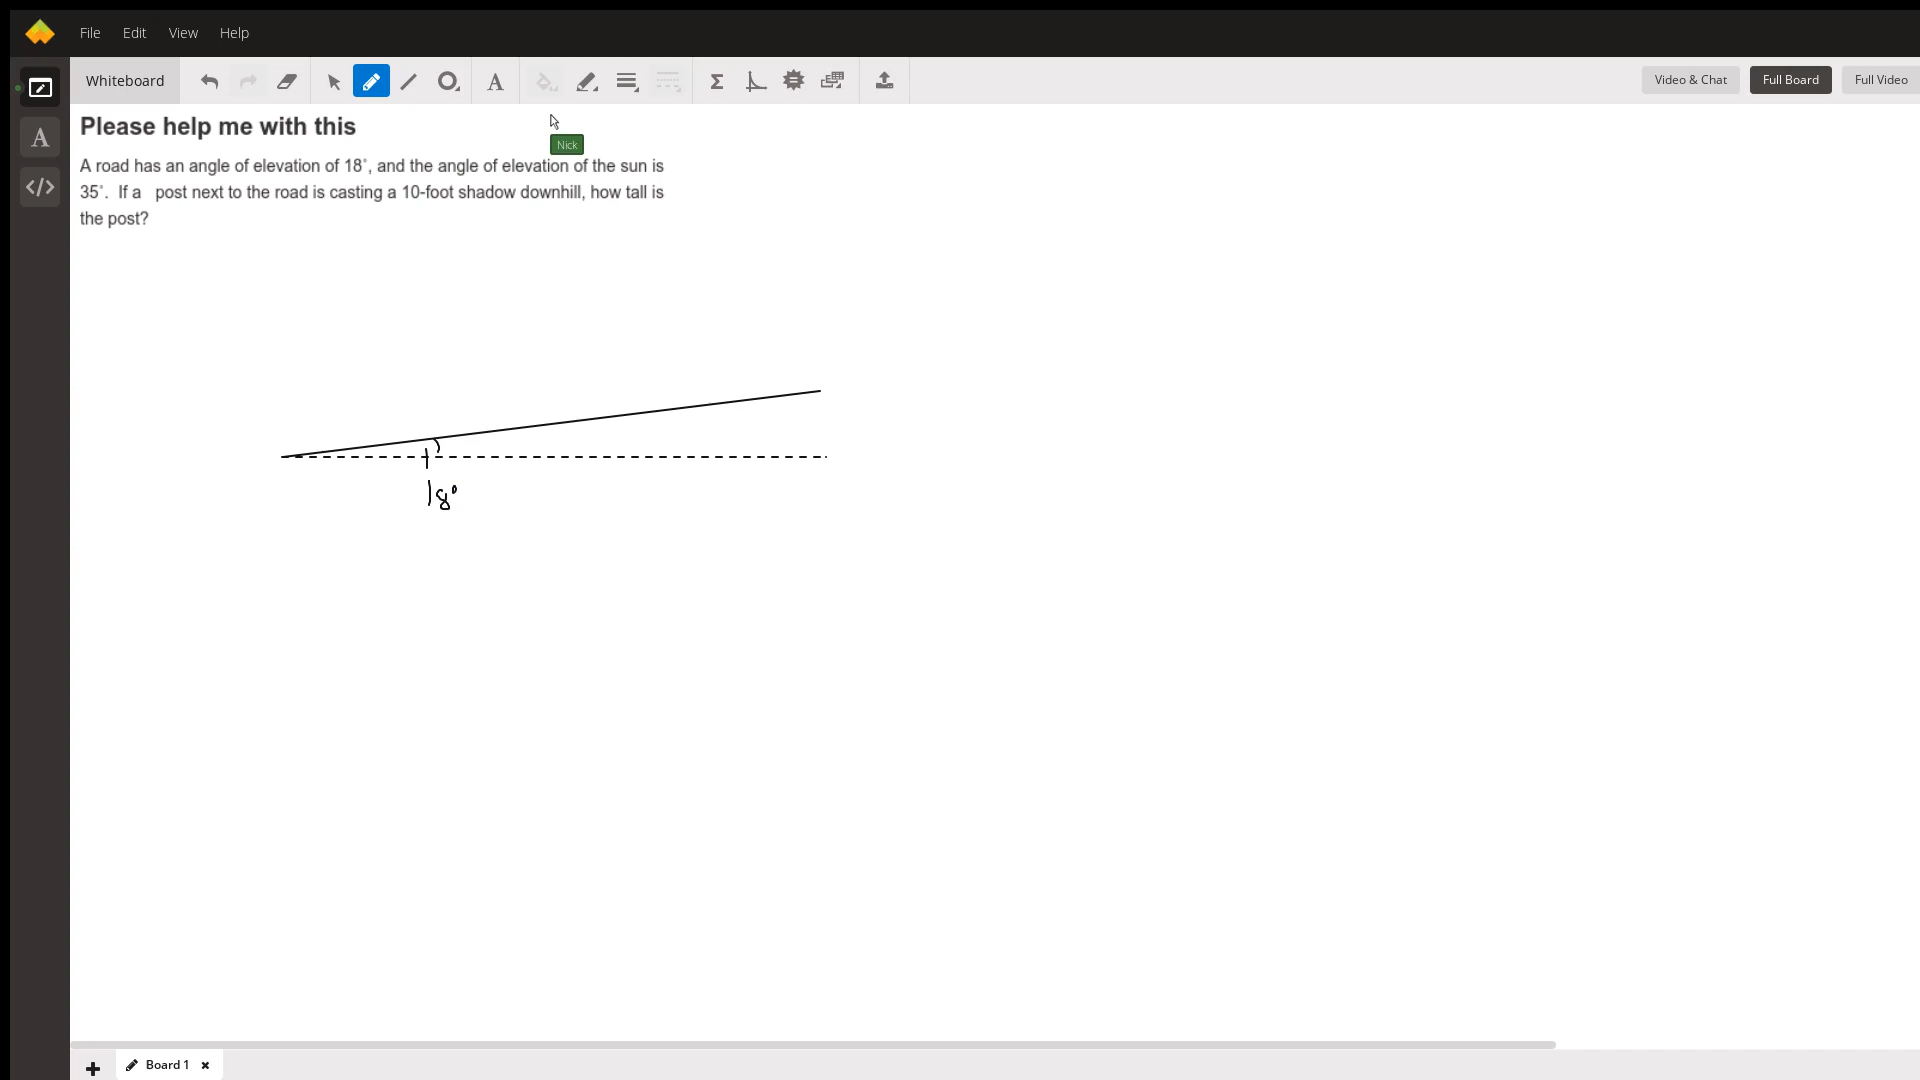 File Edit View Help
Whiteboard A Σ Video & Chat Full Board Full Video
A
</>
Please help me with this
Nick
A road has an angle of elevation of 18°, and the angle of elevation of the sun is
35°. If a post next to the road is casting a 10-foot shadow downhill, how tall is
the post?
18°
Board 1